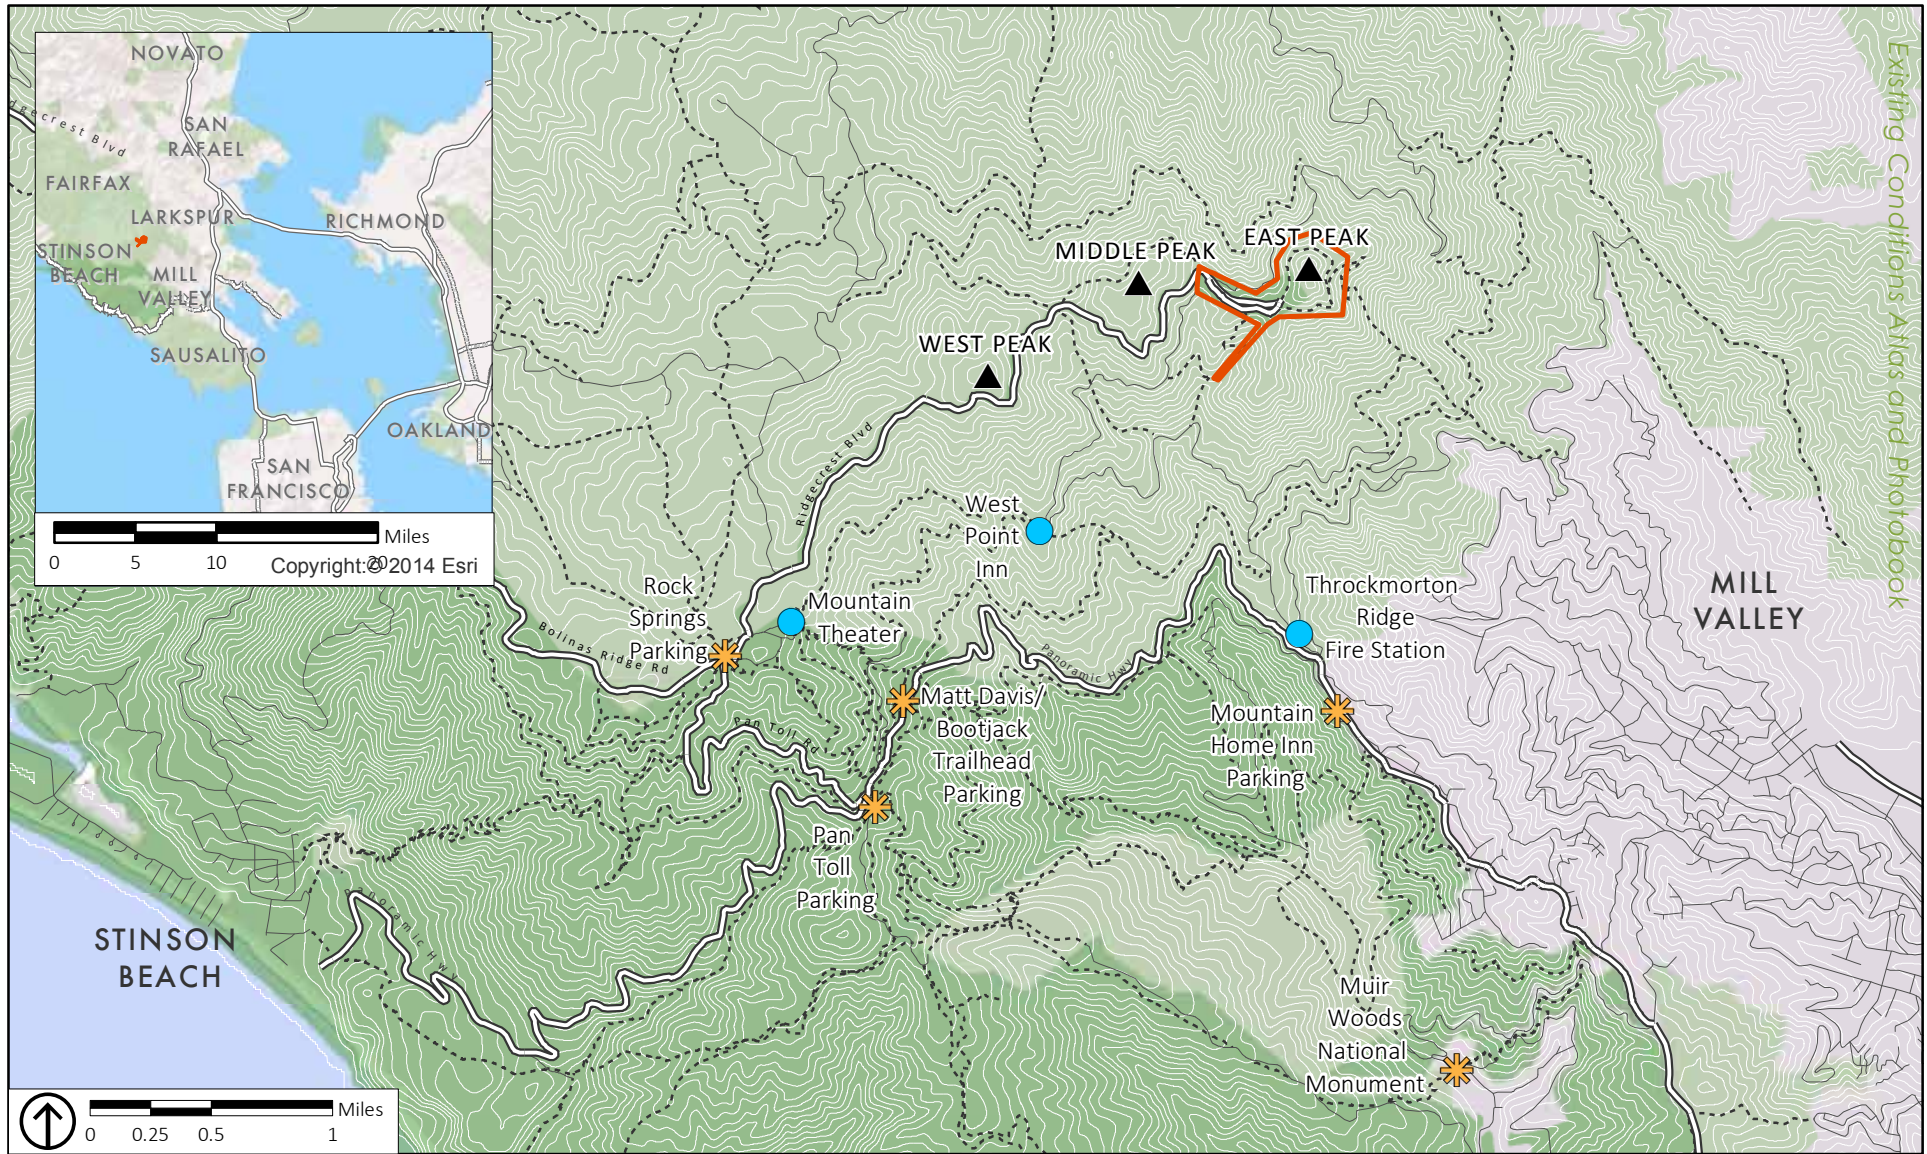 NOVATO
dgecrest Blvd
SAN
RAFAEL
FAIRFAX
LARKSPUR
RICHMOND
STINSON
BEACH
MILL
VALLEY
SAUSALITO
OAKLAND
SAN
FRANCISCO
Miles
0 5 10 20
Copyright:© 2014 Esri
Existing Conditions Atlas and Photobook
EAST PEAK
MIDDLE PEAK
WEST PEAK
Ridgecrest Blvd
West
Point
Inn
Rock
Springs
Parking
Mountain
Theater
Bolinas Ridge Rd
Throckmorton
Ridge
Fire Station
MILL
VALLEY
Panoramic Hwy
Matt Davis/
Bootjack
Trailhead
Parking
Pan Toll Rd
Mountain
Home Inn
Parking
Pan
Toll
Parking
Panoramic Hwy
STINSON
BEACH
Muir
Woods
National
Monument
Miles
0 0.25 0.5 1